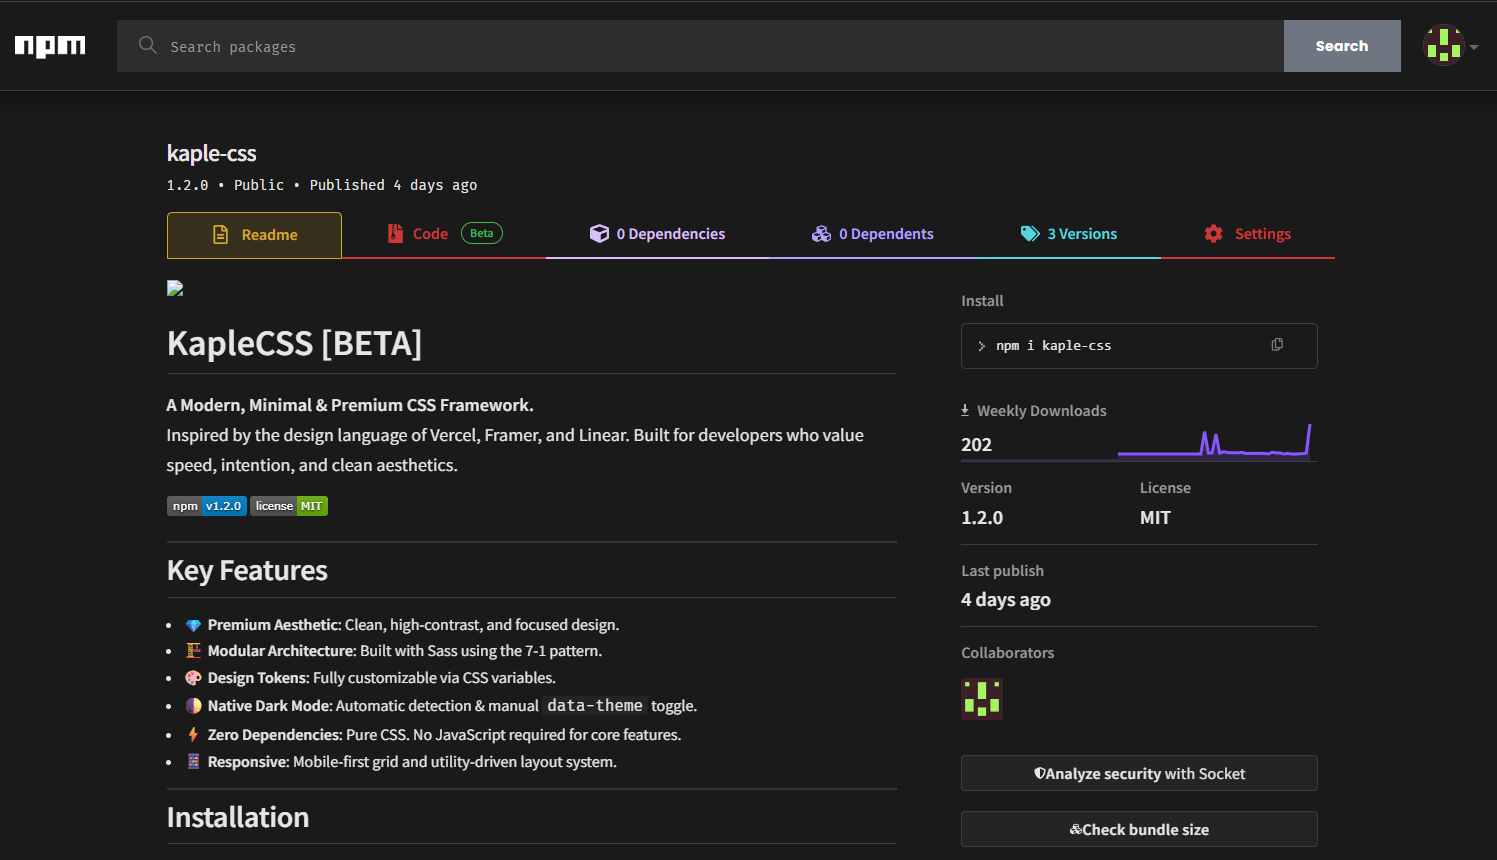 npm
Search packages
Search
kaple-css
1.2.0 • Public • Published 4 days ago
Readme
Code Beta
0 Dependencies
0 Dependents
3 Versions
Settings
KapleCSS [BETA]
A Modern, Minimal & Premium CSS Framework.
Inspired by the design language of Vercel, Framer, and Linear. Built for developers who value
speed, intention, and clean aesthetics.
npm v1.2.0 license MIT
Key Features
• 💎 Premium Aesthetic: Clean, high-contrast, and focused design.
• 🏗️ Modular Architecture: Built with Sass using the 7-1 pattern.
• 🎨 Design Tokens: Fully customizable via CSS variables.
• 🌓 Native Dark Mode: Automatic detection & manual data-theme toggle.
• ⚡ Zero Dependencies: Pure CSS. No JavaScript required for core features.
• 📱 Responsive: Mobile-first grid and utility-driven layout system.
Installation
Install
> npm i kaple-css
Weekly Downloads
202
Version
1.2.0
License
MIT
Last publish
4 days ago
Collaborators
Analyze security with Socket
Check bundle size